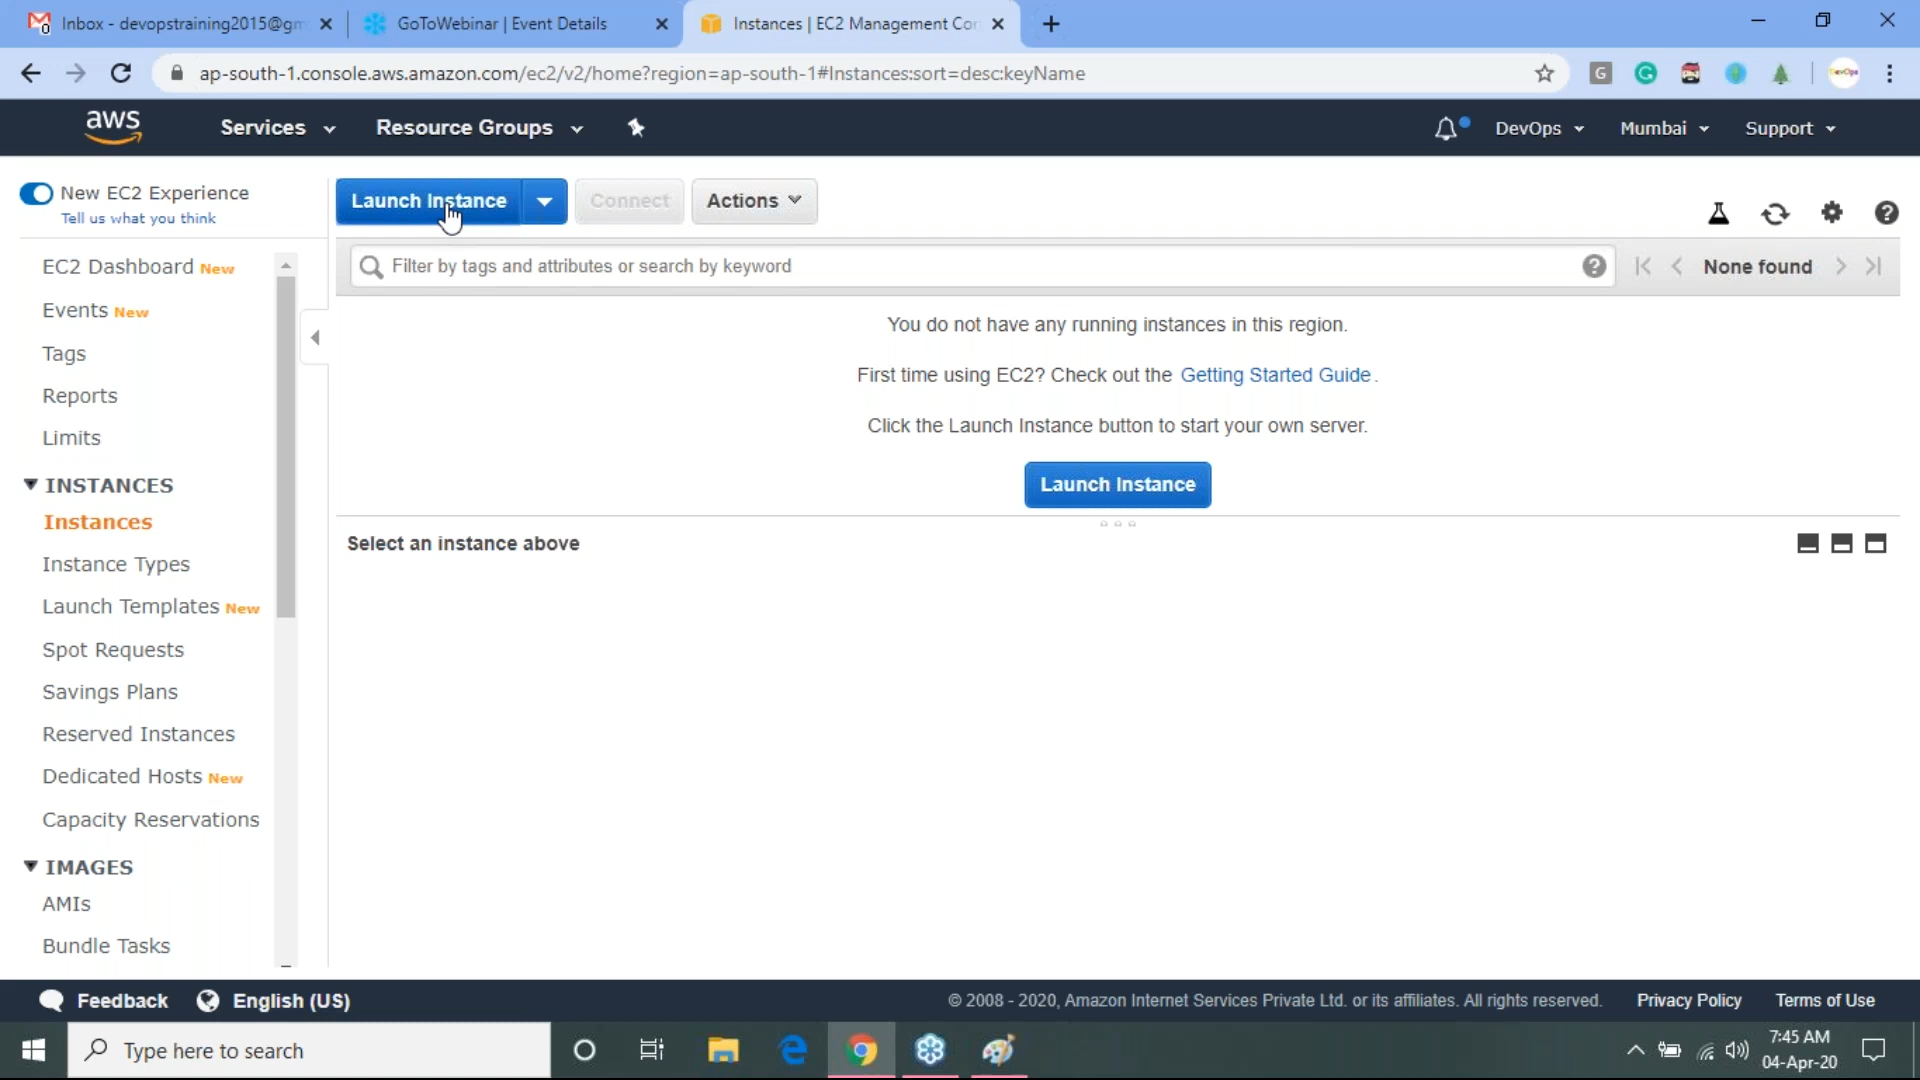 Inbox - devopstraining2015@gm
GoToWebinar | Event Details
Instances | EC2 Management Con
ap-south-1.console.aws.amazon.com/ec2/v2/home?region=ap-south-1#Instances:sort=desc:keyName
aws
Services
Resource Groups
DevOps
Mumbai
Support
New EC2 Experience
Tell us what you think
Launch Instance
Connect
Actions
EC2 Dashboard New
Filter by tags and attributes or search by keyword
None found
Events New
You do not have any running instances in this region.
Tags
First time using EC2? Check out the Getting Started Guide.
Reports
Click the Launch Instance button to start your own server.
Limits
Launch Instance
INSTANCES
Instances
Select an instance above
Instance Types
Launch Templates New
Spot Requests
Savings Plans
Reserved Instances
Dedicated Hosts New
Capacity Reservations
IMAGES
AMIs
Bundle Tasks
Feedback
English (US)
© 2008 - 2020, Amazon Internet Services Private Ltd. or its affiliates. All rights reserved.
Privacy Policy
Terms of Use
Type here to search
7:45 AM
04-Apr-20